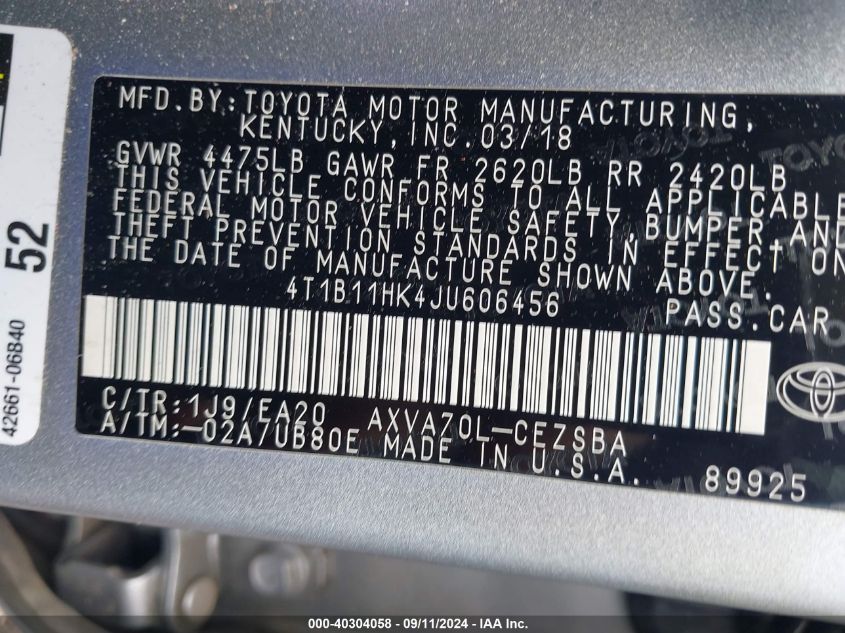 MFD.BY:TOYOTA MOTOR MANUFACTURING,
KENTUCKY, INC. 03/18
GVWR 4475LB GAWR FR 2620LB RR 2420LB
THIS VEHICLE CONFORMS TO ALL APPLICABLE
FEDERAL MOTOR VEHICLE SAFETY, BUMPER AND
THEFT PREVENTION STANDARDS IN EFFECT ON
THE DATE OF MANUFACTURE SHOWN ABOVE.
4T1B11HK4JU606456 PASS.CAR
C/TR:1J9/EA20 AXVA70L-CEZSBA
A/TM:-02A/UB80E MADE IN U.S.A. 89925
52
42661-06B40
000-40304058 - 09/11/2024 - IAA Inc.